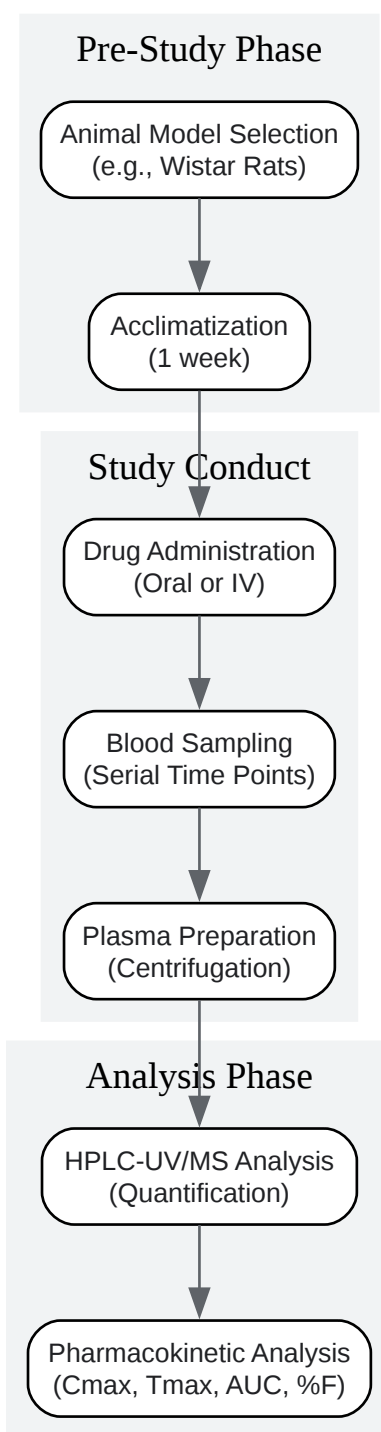 Pre-Study Phase
Animal Model Selection
(e.g., Wistar Rats)
Acclimatization
(1 week)
Study Conduct
Drug Administration
(Oral or IV)
Blood Sampling
(Serial Time Points)
Plasma Preparation
(Centrifugation)
Analysis Phase
HPLC-UV/MS Analysis
(Quantification)
Pharmacokinetic Analysis
(Cmax, Tmax, AUC, %F)